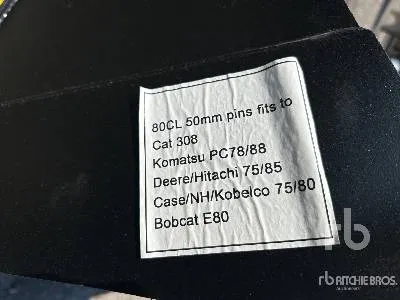 80CL 50mm pins fits to
Cat 308
Komatsu PC78/88
Deere/Hitachi 75/85
Case/NH/Kobelco 75/80
Bobcat E80
rb
rb RITCHIE BROS.